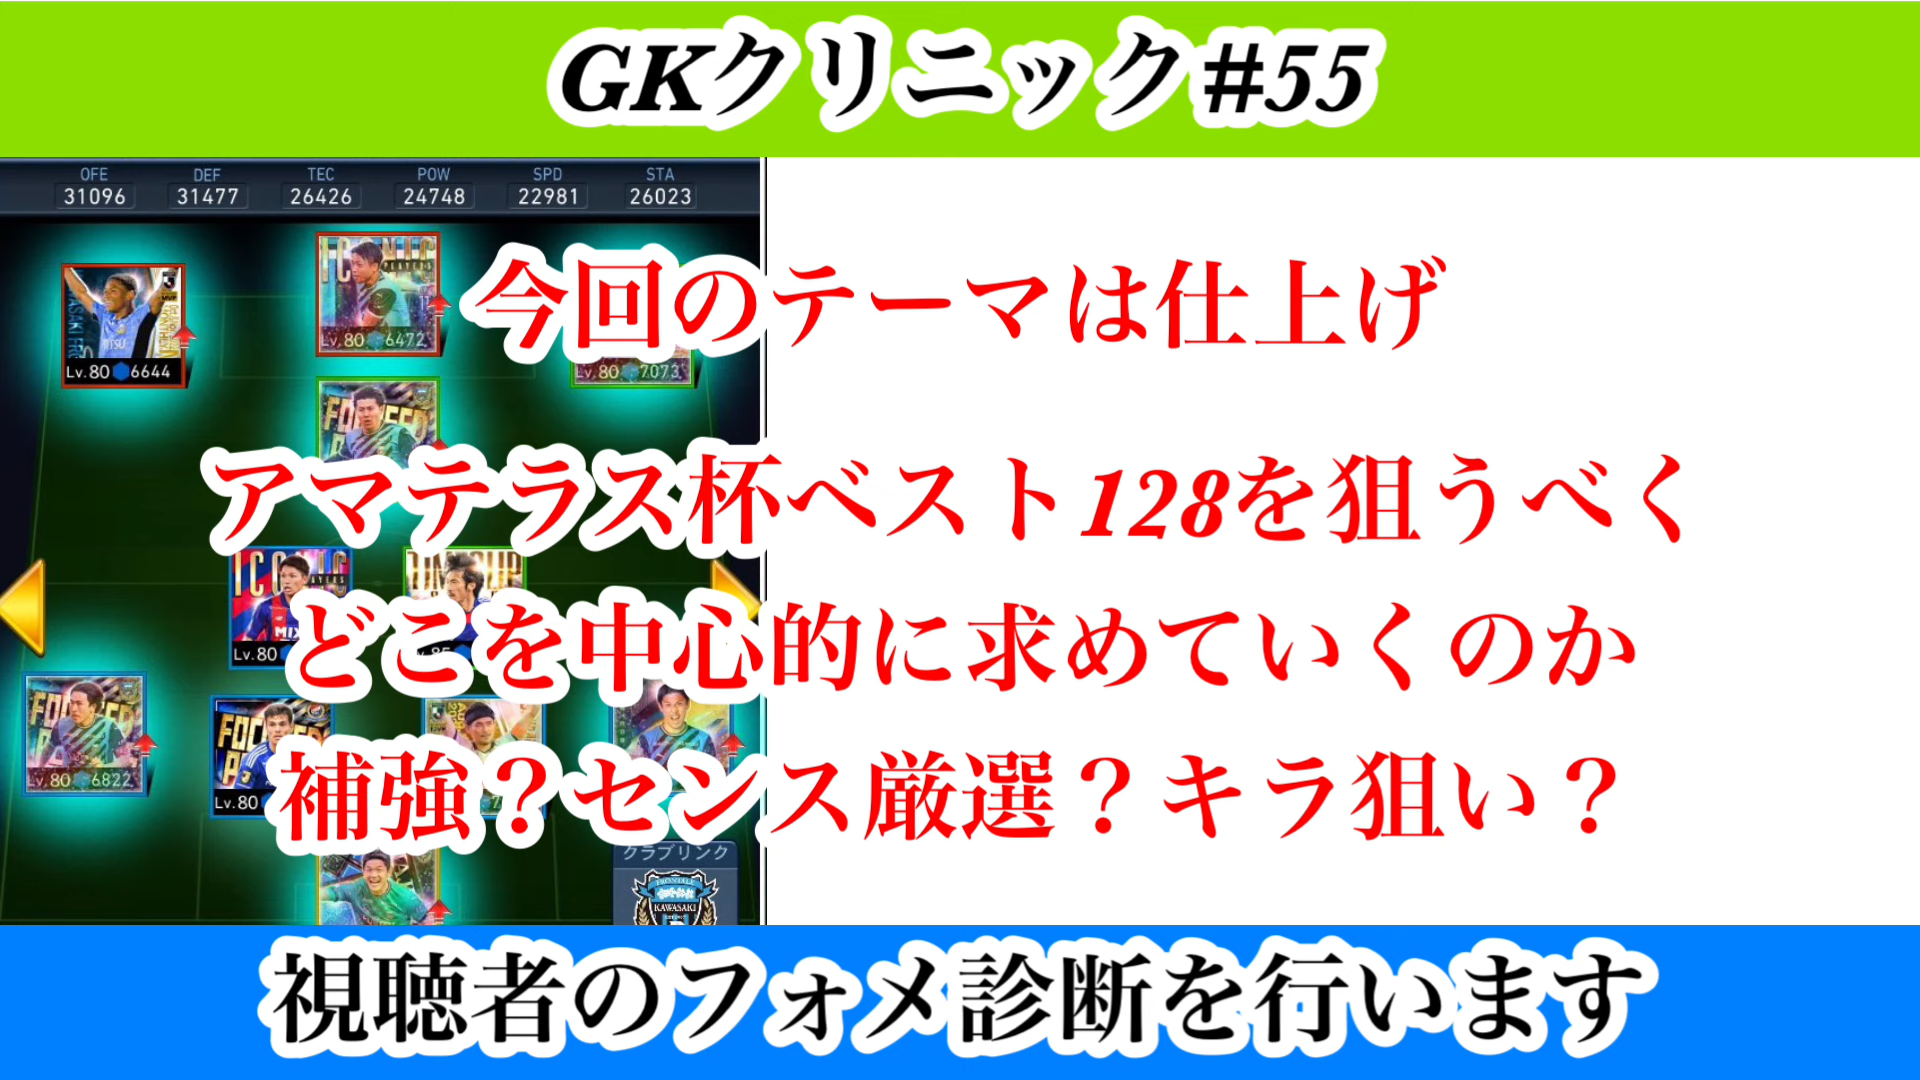 GKクリニック#55
OFE DEF TEC POW SPD STA
31096 31477 26426 24748 22981 26023
今回のテーマは仕上げ
Lv.80 6472
Lv.80 6644
Lv.80 7073
アマテラス杯ベスト128を狙うべく
ICONIC
どこを中心的に求めていくのか
Lv.80
補強？センス厳選？キラ狙い？
Lv.80 6822
Lv.80
クラブリンク
KAWASAKI
視聴者のフォメ診断を行います